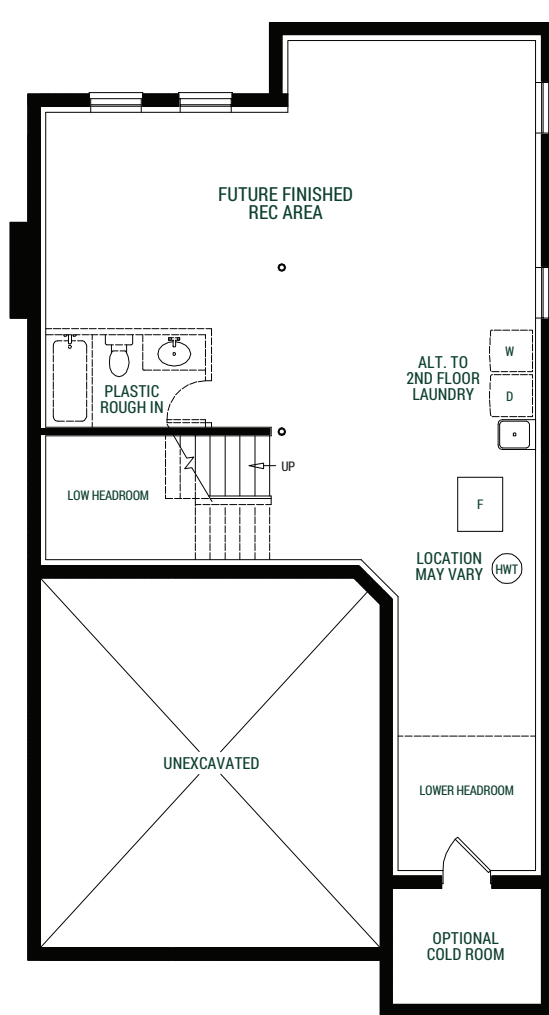 FUTURE FINISHED
REC AREA
W
ALT. TO
2ND FLOOR
LAUNDRY
D
PLASTIC
ROUGH IN
UP
LOW HEADROOM
F
LOCATION
MAY VARY
HWT
UNEXCAVATED
LOWER HEADROOM
OPTIONAL
COLD ROOM